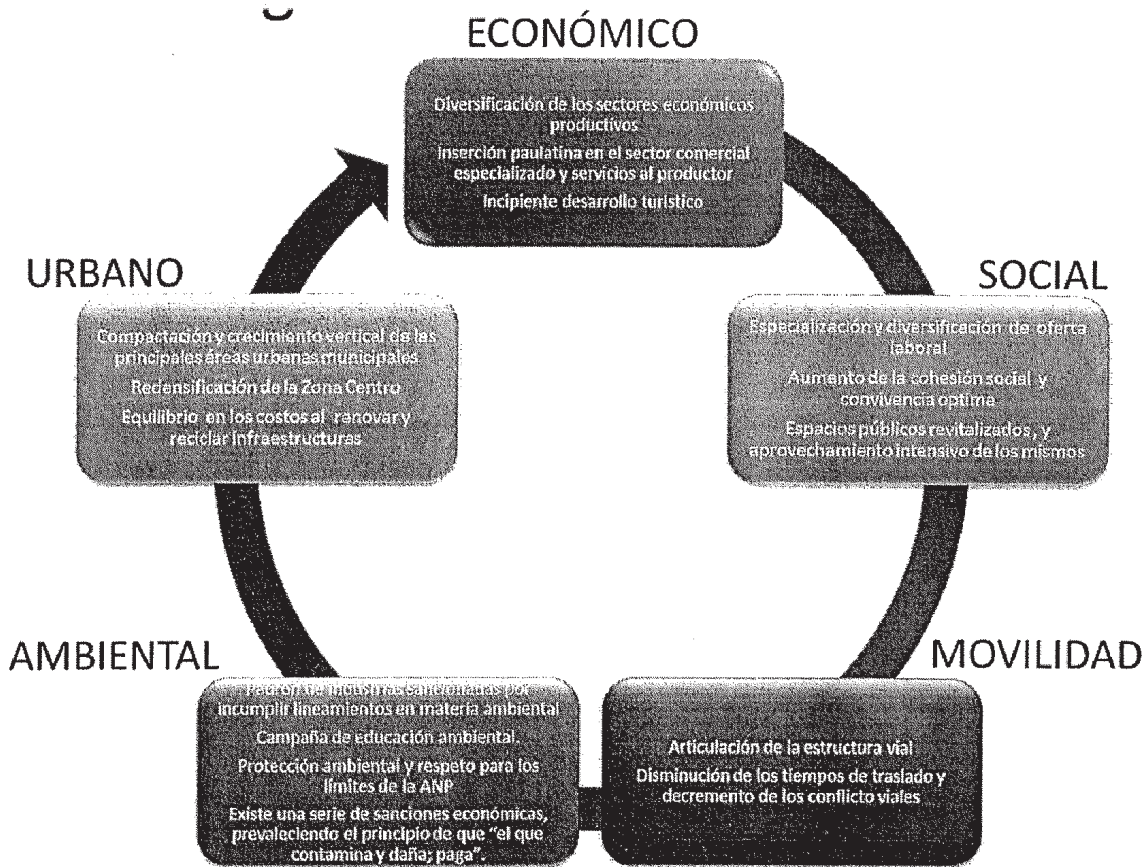 ECONÓMICO
Diversificación de los sectores económicos
productivos
Inserción paulatina en el sector comercial
especializado y servicios al productor
Incipiente desarrollo turístico
SOCIAL
Especialización y diversificación de oferta
laboral
Aumento de la cohesión social y
convivencia optima
Espacios públicos revitalizados, y
aprovechamiento intensivo de los mismos
MOVILIDAD
Articulación de la estructura vial
Disminución de los tiempos de traslado y
decremento de los conflicto viales
AMBIENTAL
Padrón de industrias sancionadas por
incumplir lineamientos en materia ambiental
Campaña de educación ambiental.
Protección ambiental y respeto para los
límites de la ANP
Existe una serie de sanciones económicas,
prevaleciendo el principio de que "el que
contamina y daña; paga".
URBANO
Compactación y crecimiento vertical de las
principales áreas urbanas municipales
Redensificación de la Zona Centro
Equilibrio en los costos al renovar y
reciclar infraestructuras